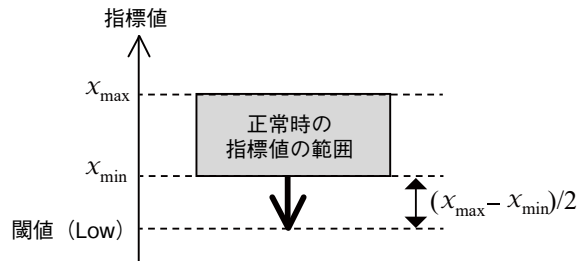 指標値
x_max
正常時の
指標値の範囲
x_min
(x_max – x_min)/2
閾値（Low）